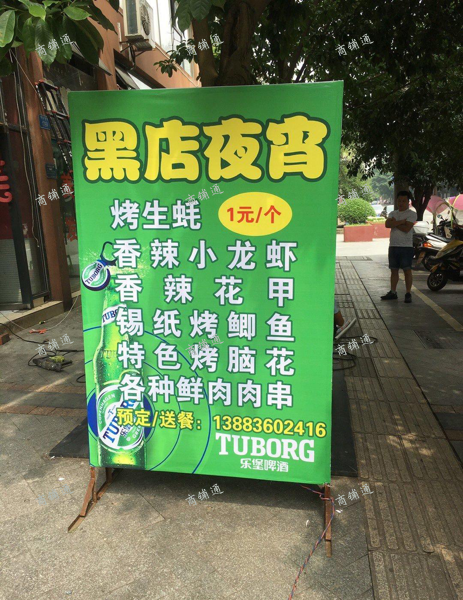 黑店夜宵
烤生蚝 1元/个
香辣小龙虾
香辣花甲
锡纸烤鲫鱼
特色烤脑花
各种鲜肉肉串
预定/送餐：13883602416
TUBORG
乐堡啤酒
商铺通